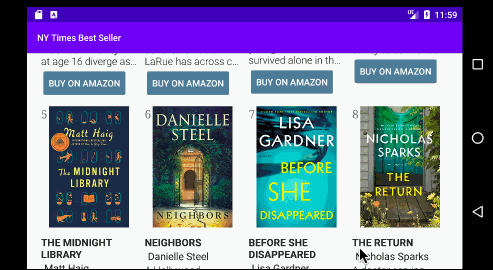 11:59
NY Times Best Seller
at age 16 diverge as…
LaRue has across c…
survived alone in th…
BUY ON AMAZON
BUY ON AMAZON
BUY ON AMAZON
BUY ON AMAZON
5
Matt Haig
The MIDNIGHT
LIBRARY
6
DANIELLE
STEEL
NEIGHBORS
7
LISA
GARDNER
BEFORE
SHE
DISAPPEARED
8
NICHOLAS
SPARKS
THE
RETURN
THE MIDNIGHT
LIBRARY
Matt Haig
NEIGHBORS
Danielle Steel
A Hollywood
BEFORE SHE
DISAPPEARED
Lisa Gardner
THE RETURN
Nicholas Sparks
A doctor serving